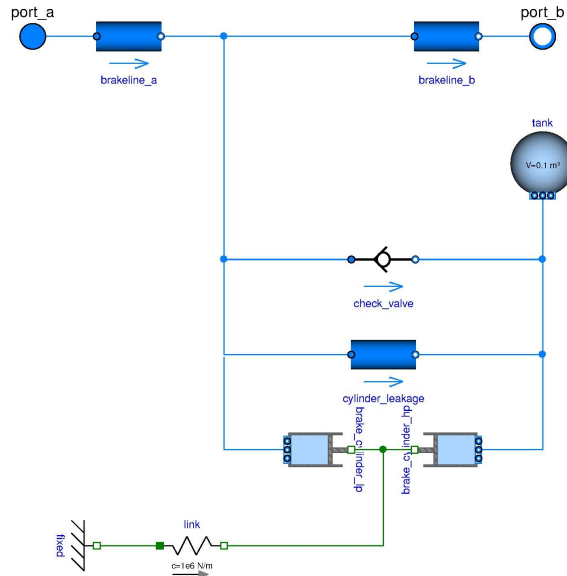 port_a
port_b
brakeline_a
brakeline_b
tank
V=0.1 m³
check_valve
cylinder_leakage
brake_cylinder_lp
brake_cylinder_hp
fixed
link
c=1e6 N/m